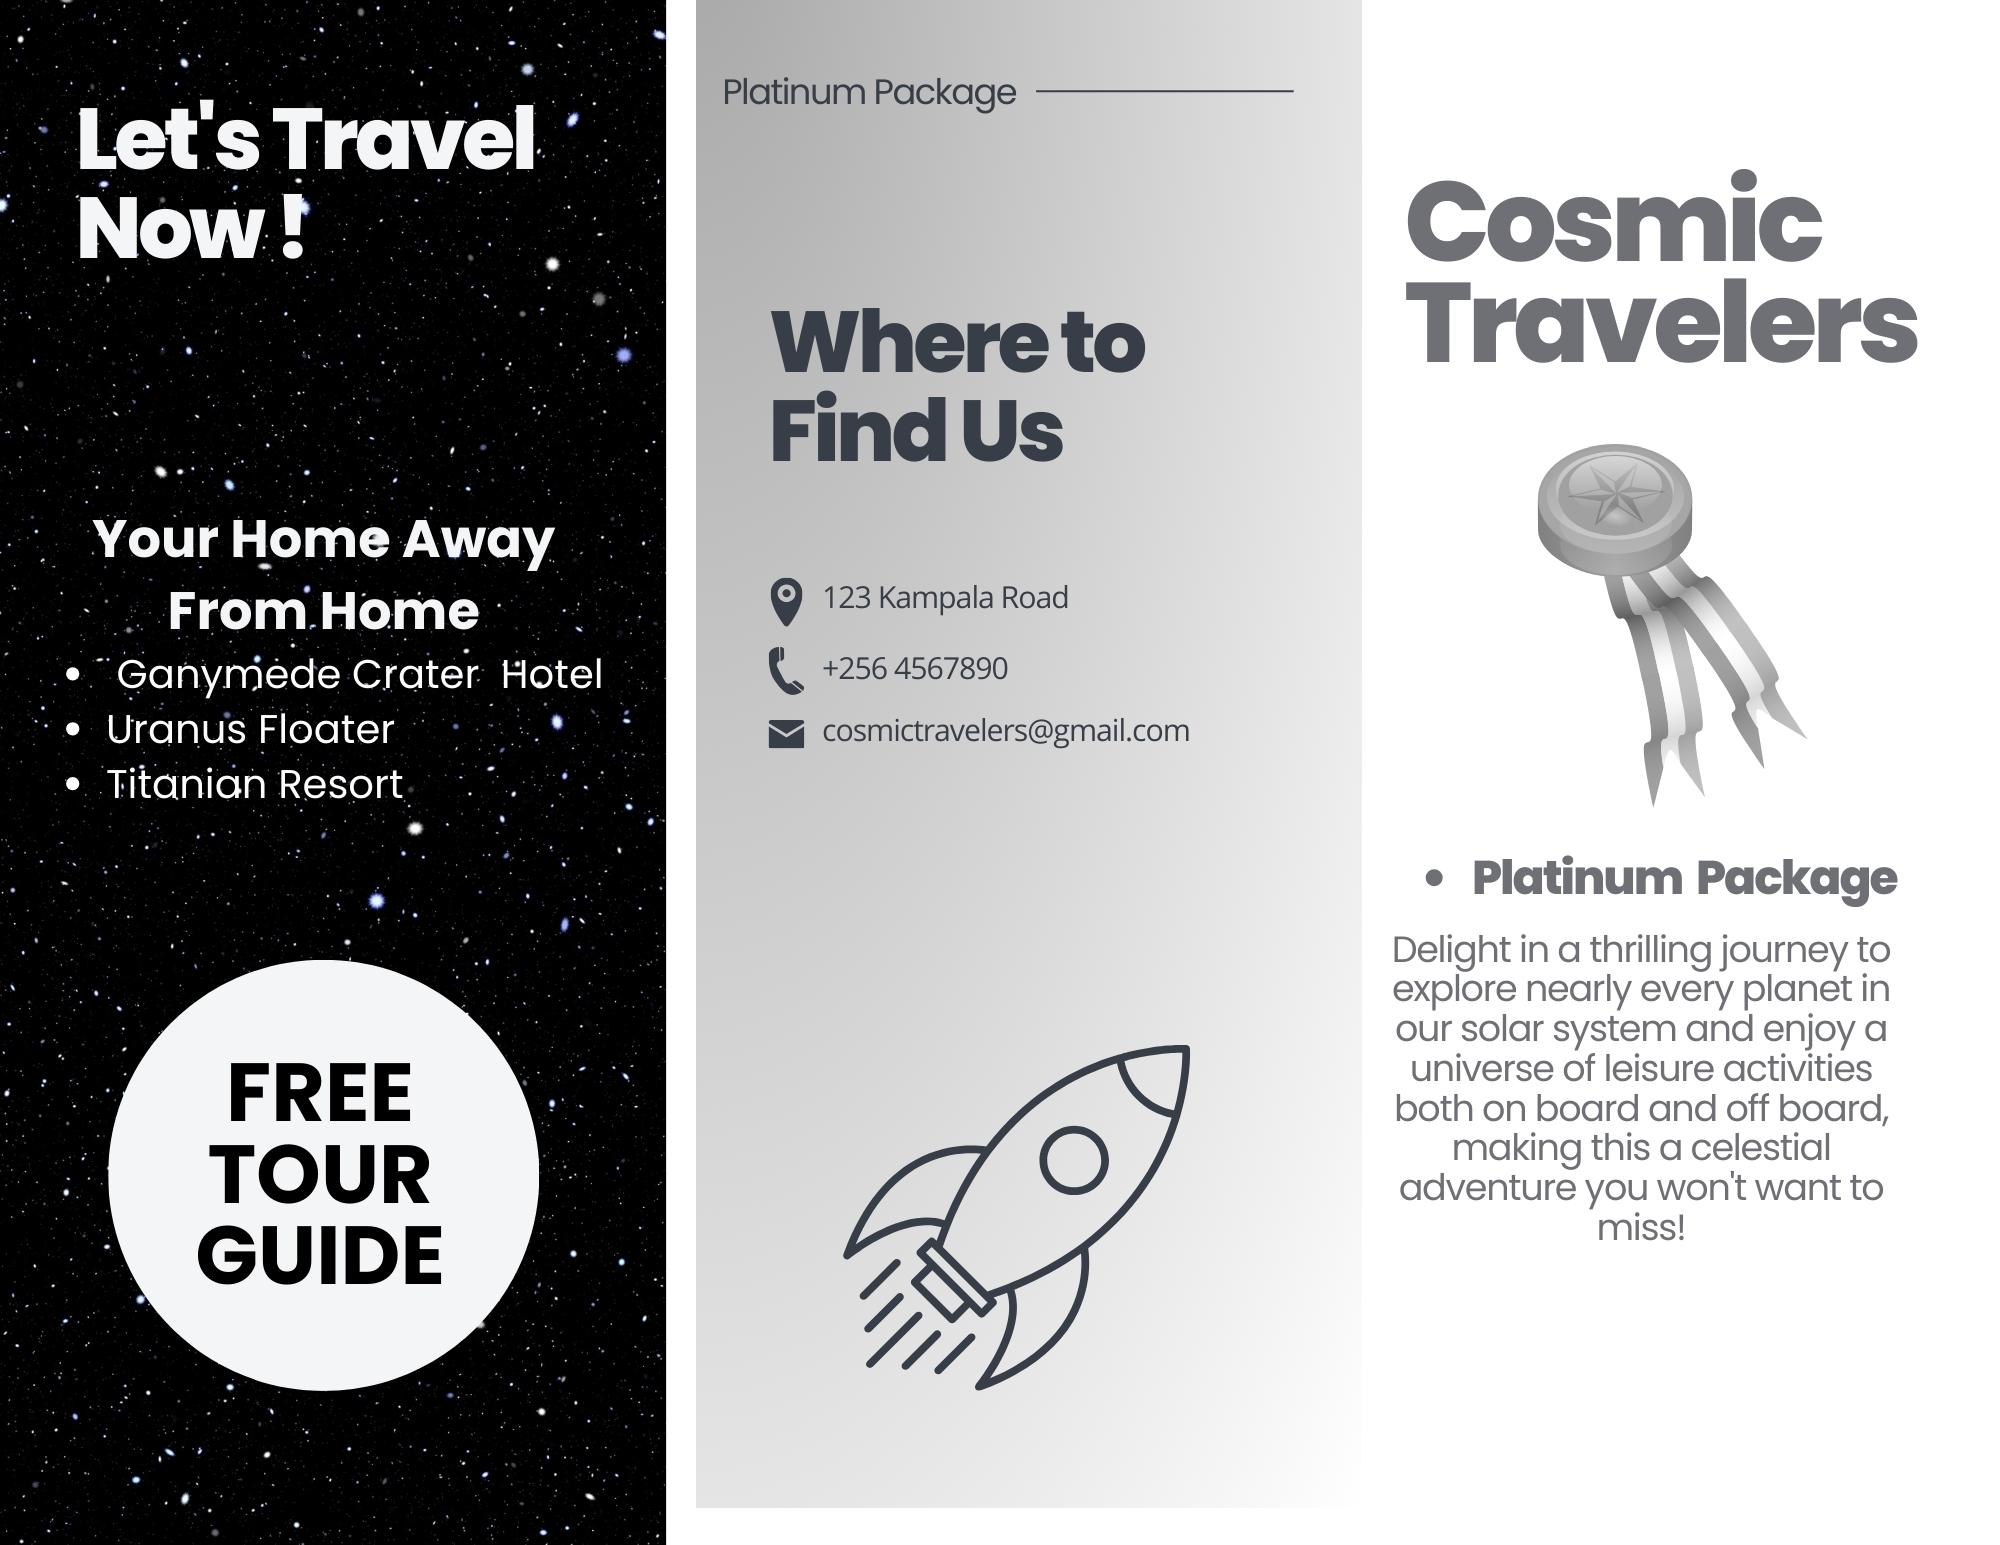 Let's Travel
Now !
Your Home Away
From Home
• Ganymede Crater Hotel
• Uranus Floater
• Titanian Resort
FREE
TOUR
GUIDE
Platinum Package
Where to
Find Us
123 Kampala Road
+256 4567890
cosmictravelers@gmail.com
Cosmic
Travelers
• Platinum Package
Delight in a thrilling journey to
explore nearly every planet in
our solar system and enjoy a
universe of leisure activities
both on board and off board,
making this a celestial
adventure you won't want to
miss!